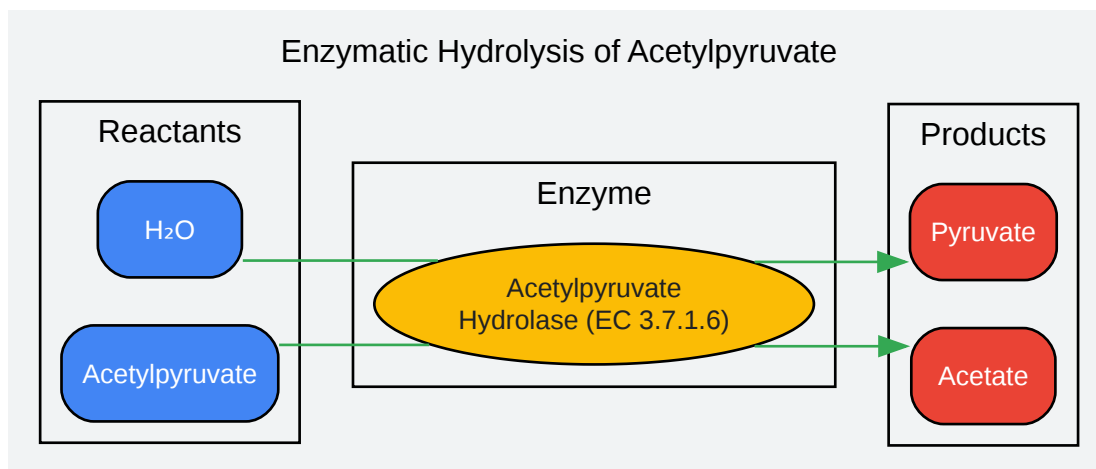 Enzymatic Hydrolysis of Acetylpyruvate
Reactants
H₂O
Acetylpyruvate
Enzyme
Acetylpyruvate
Hydrolase (EC 3.7.1.6)
Products
Pyruvate
Acetate